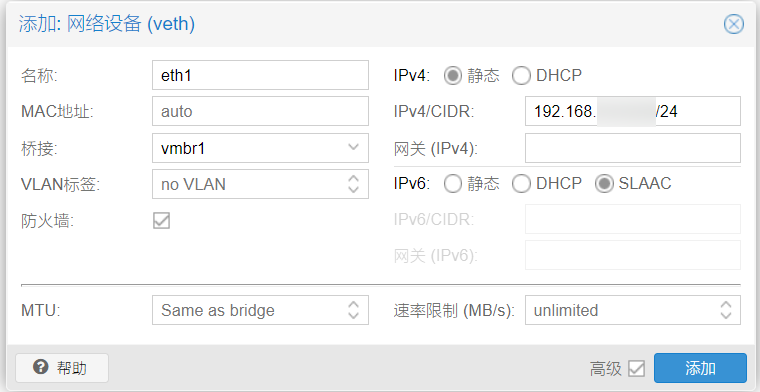 添加: 网络设备 (veth)
名称: eth1
MAC地址: auto
桥接: vmbr1
VLAN标签: no VLAN
防火墙:
IPv4: 静态 DHCP
IPv4/CIDR: 192.168. /24
网关 (IPv4):
IPv6: 静态 DHCP SLAAC
IPv6/CIDR:
网关 (IPv6):
MTU: Same as bridge
速率限制 (MB/s): unlimited
帮助
高级
添加